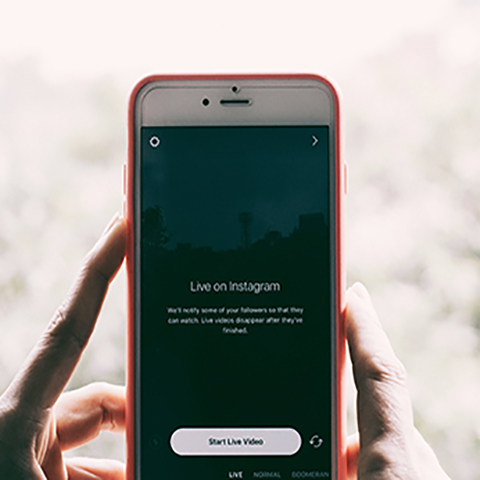 Live on Instagram
We'll notify some of your followers so that they
can watch. Live videos disappear after they've
finished.
Start Live Video
LIVE NORMAL BOOMERAN